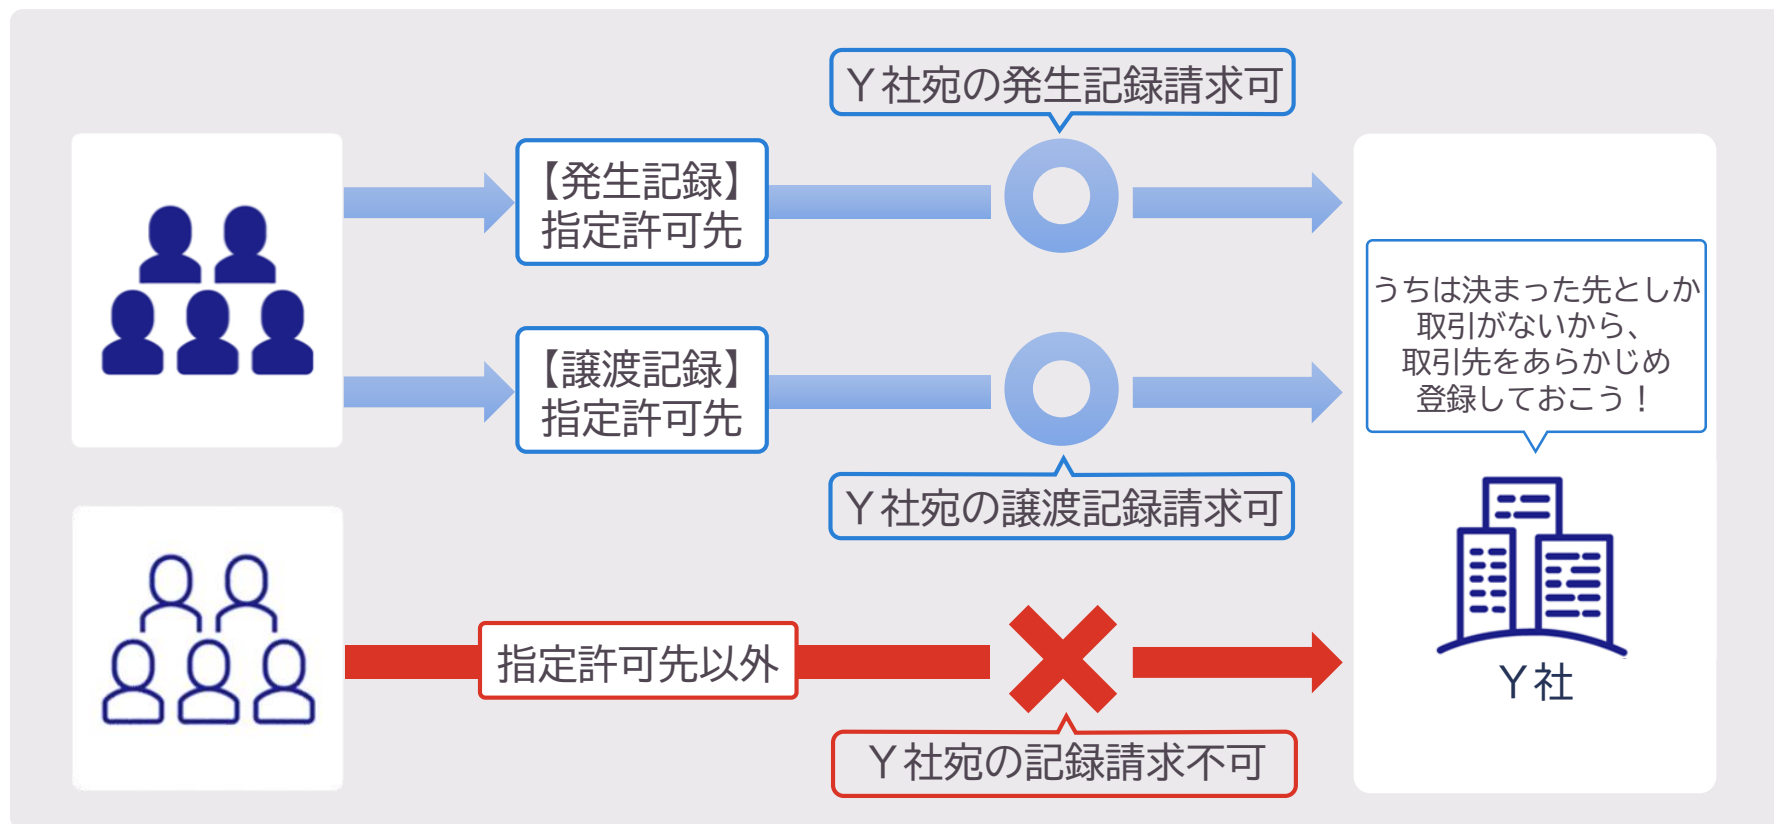 Ｙ社宛の発生記録請求可
【発生記録】
指定許可先
【譲渡記録】
指定許可先
Ｙ社宛の譲渡記録請求可
指定許可先以外
Ｙ社宛の記録請求不可
うちは決まった先としか
取引がないから、
取引先をあらかじめ
登録しておこう！
Ｙ社